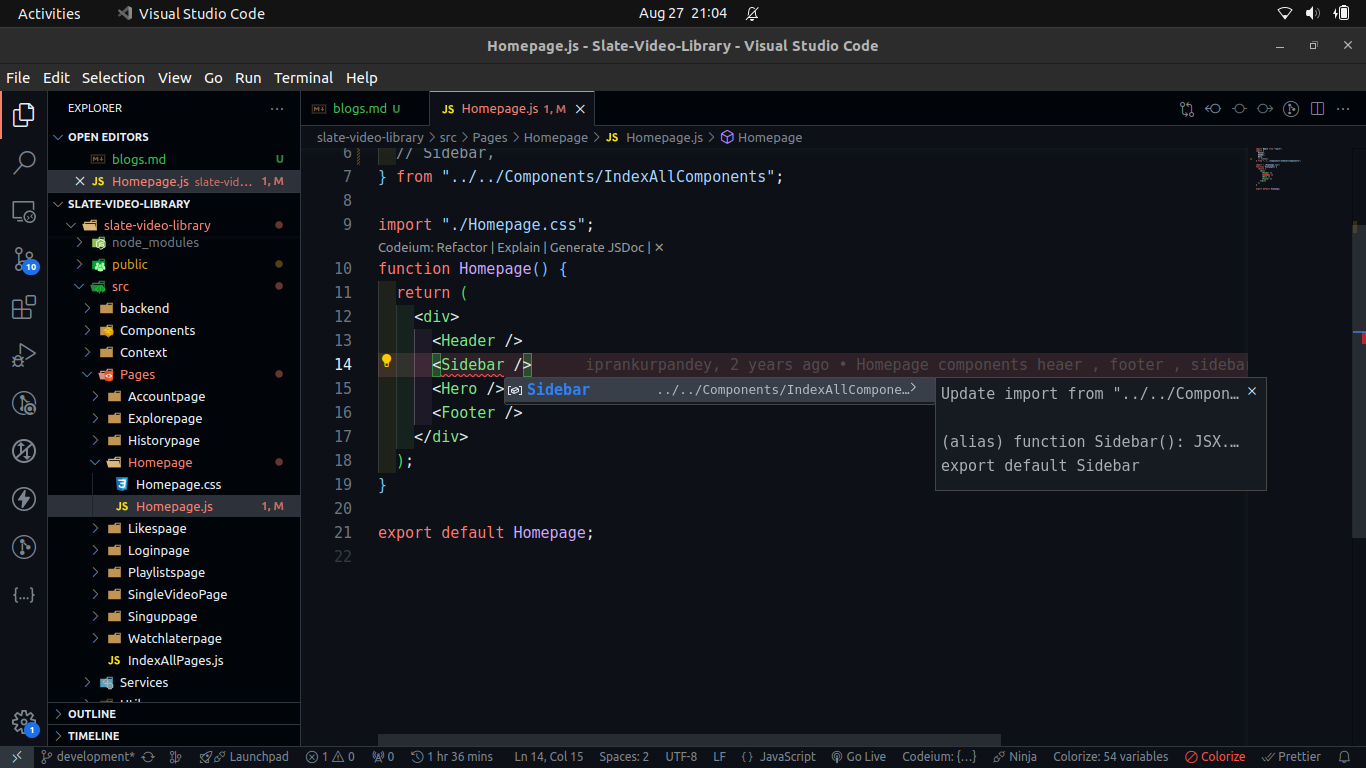 Activities Visual Studio Code Aug 27 21:04
Homepage.js - Slate-Video-Library - Visual Studio Code
File Edit Selection View Go Run Terminal Help
EXPLORER
OPEN EDITORS
blogs.md U
Homepage.js slate-vid... 1, M
SLATE-VIDEO-LIBRARY
slate-video-library
node_modules
public
src
backend
Components
Context
Pages
Accountpage
Explorepage
Historypage
Homepage
Homepage.css
JS Homepage.js 1, M
Likespage
Loginpage
Playlistspage
SingleVideoPage
Singuppage
Watchlaterpage
JS IndexAllPages.js
Services
OUTLINE
TIMELINE
10
1
blogs.md U JS Homepage.js 1, M
slate-video-library > src > Pages > Homepage > JS Homepage.js > Homepage
6 // Sidebar,
7 } from "../../Components/IndexAllComponents";
8
9 import "./Homepage.css";
Codeium: Refactor | Explain | Generate JSDoc | ✕
10 function Homepage() {
11 return (
12 <div>
13 <Header />
14 <Sidebar /> iprankurpandey, 2 years ago • Homepage components heaer , footer , sideba
15 <Hero />
16 <Footer />
17 </div>
18 );
19 }
20
21 export default Homepage;
22
Sidebar ../../Components/IndexAllCompone…
Update import from "../../Compon…
(alias) function Sidebar(): JSX.…
export default Sidebar
development* Launchpad 1 0 0 1 hr 36 mins Ln 14, Col 15 Spaces: 2 UTF-8 LF {} JavaScript Go Live Codeium: {...} Ninja Colorize: 54 variables Colorize Prettier